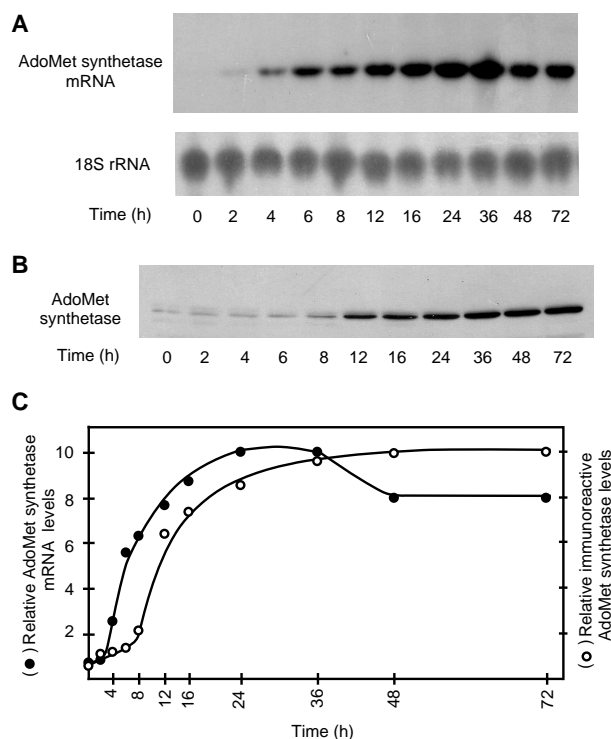 A
AdoMet synthetase
mRNA
18S rRNA
Time (h) 0 2 4 6 8 12 16 24 36 48 72
B
AdoMet
synthetase
Time (h) 0 2 4 6 8 12 16 24 36 48 72
C
(●) Relative AdoMet synthetase
mRNA levels
10
8
6
4
2
4 8 12 16 24 36 48 72
Time (h)
(○) Relative immunoreactive
AdoMet synthetase levels